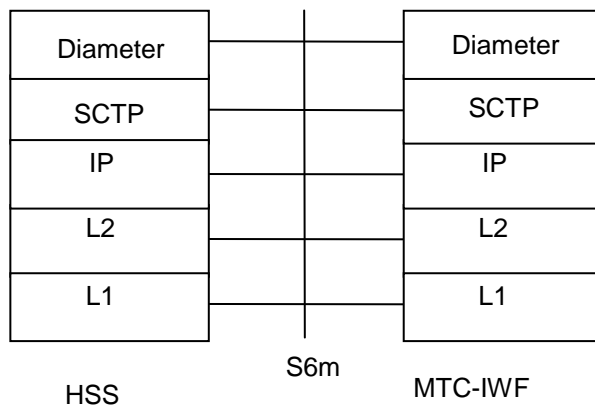 Diameter
Diameter
SCTP
SCTP
IP
IP
L2
L2
L1
L1
S6m
HSS
MTC-IWF